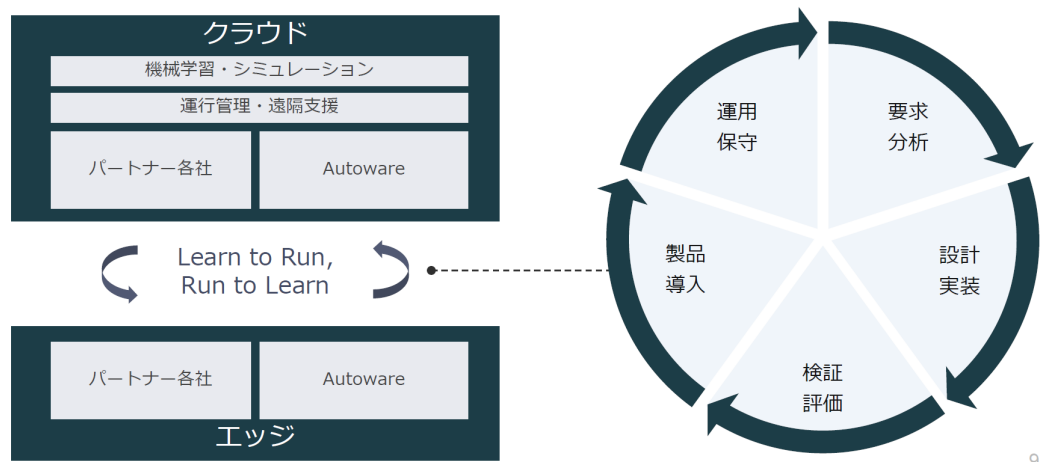 クラウド
機械学習・シミュレーション
運行管理・遠隔支援
パートナー各社
Autoware
Learn to Run,
Run to Learn
パートナー各社
Autoware
エッジ
運用
保守
要求
分析
製品
導入
設計
実装
検証
評価
9